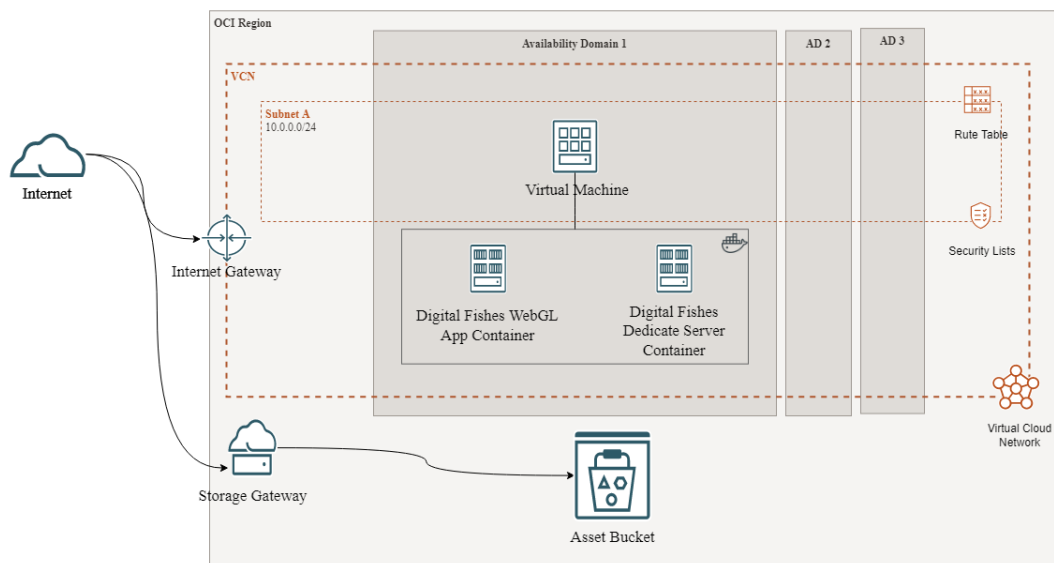 OCI Region
Availability Domain 1
AD 2
AD 3
VCN
Subnet A
10.0.0.0/24
Rute Table
Internet
Virtual Machine
Security Lists
Internet Gateway
Digital Fishes WebGL
App Container
Digital Fishes
Dedicate Server
Container
Virtual Cloud
Network
Storage Gateway
Asset Bucket